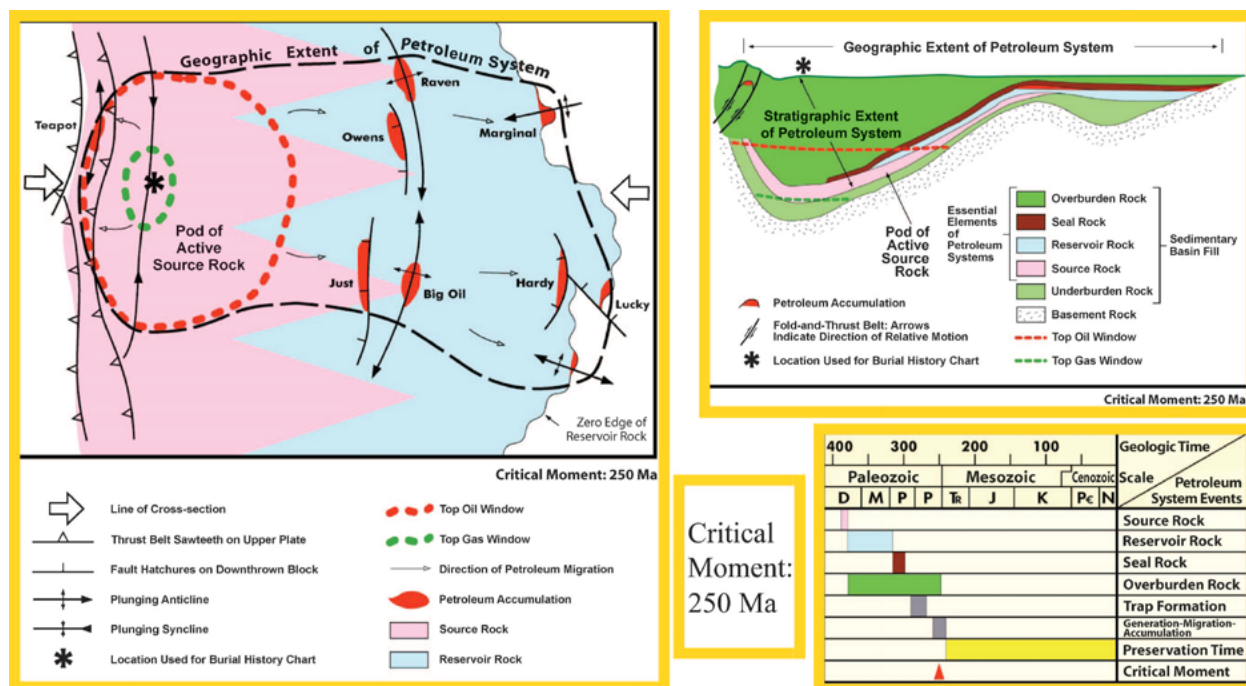 Geographic Extent of Petroleum System
Raven
Teapot
Owens
Marginal
Pod of
Active
Source Rock
Just
Big Oil
Hardy
Lucky
Zero Edge of
Reservoir Rock
Critical Moment: 250 Ma
Line of Cross-section
Thrust Belt Sawteeth on Upper Plate
Fault Hatchures on Downthrown Block
Plunging Anticline
Plunging Syncline
Location Used for Burial History Chart
Top Oil Window
Top Gas Window
Direction of Petroleum Migration
Petroleum Accumulation
Source Rock
Reservoir Rock
Geographic Extent of Petroleum System
Stratigraphic Extent
of Petroleum System
Pod of
Active
Source
Rock
Essential
Elements
of
Petroleum
Systems
Overburden Rock
Seal Rock
Reservoir Rock
Source Rock
Underburden Rock
Basement Rock
Top Oil Window
Top Gas Window
Sedimentary
Basin Fill
Petroleum Accumulation
Fold-and-Thrust Belt: Arrows
Indicate Direction of Relative Motion
Location Used for Burial History Chart
Critical Moment: 250 Ma
Critical
Moment:
250 Ma
400 300 200 100
Geologic Time
Scale
Paleozoic Mesozoic Cenozoic
Petroleum
System Events
D M P P TR J K PЄ N
Source Rock
Reservoir Rock
Seal Rock
Overburden Rock
Trap Formation
Generation-Migration-
Accumulation
Preservation Time
Critical Moment